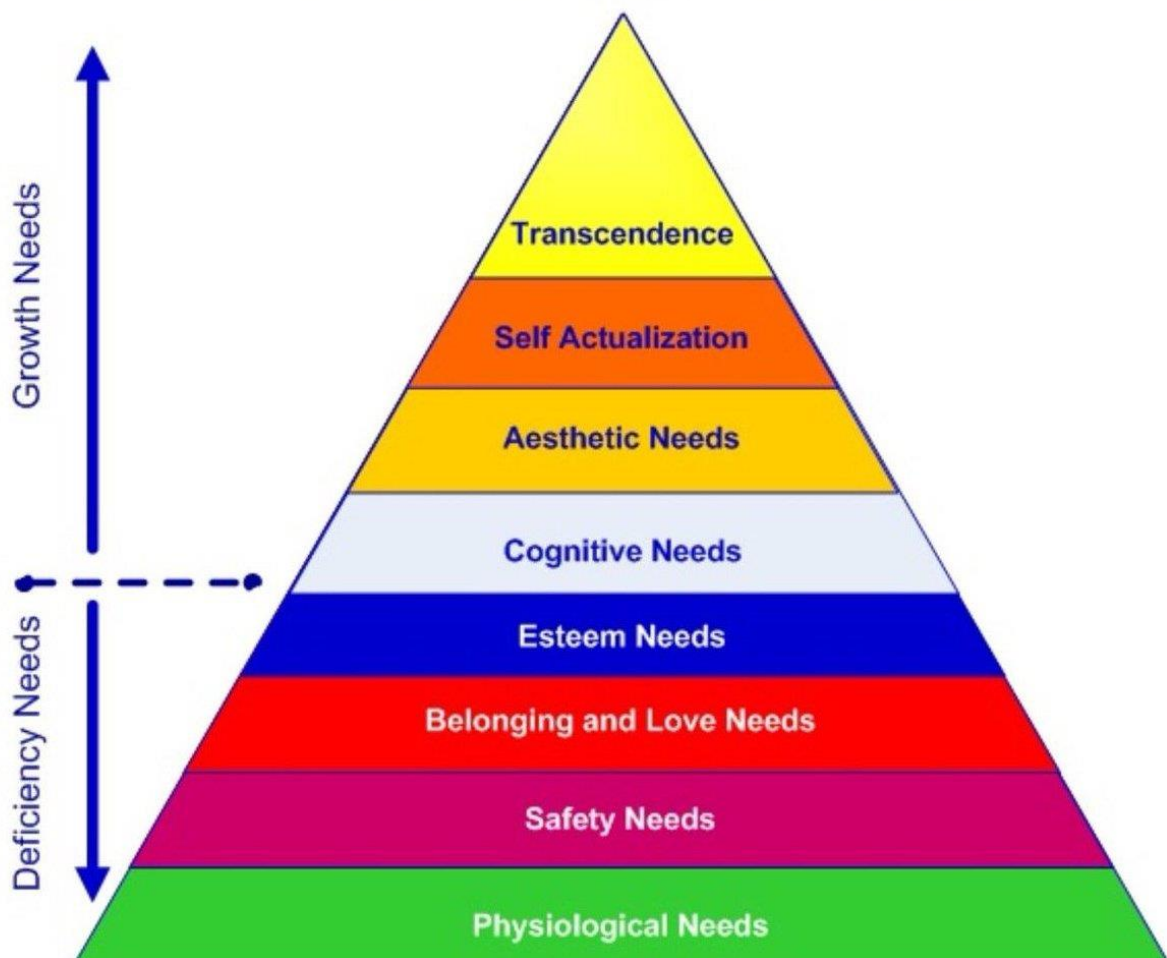 Growth Needs
Deficiency Needs
Transcendence
Self Actualization
Aesthetic Needs
Cognitive Needs
Esteem Needs
Belonging and Love Needs
Safety Needs
Physiological Needs